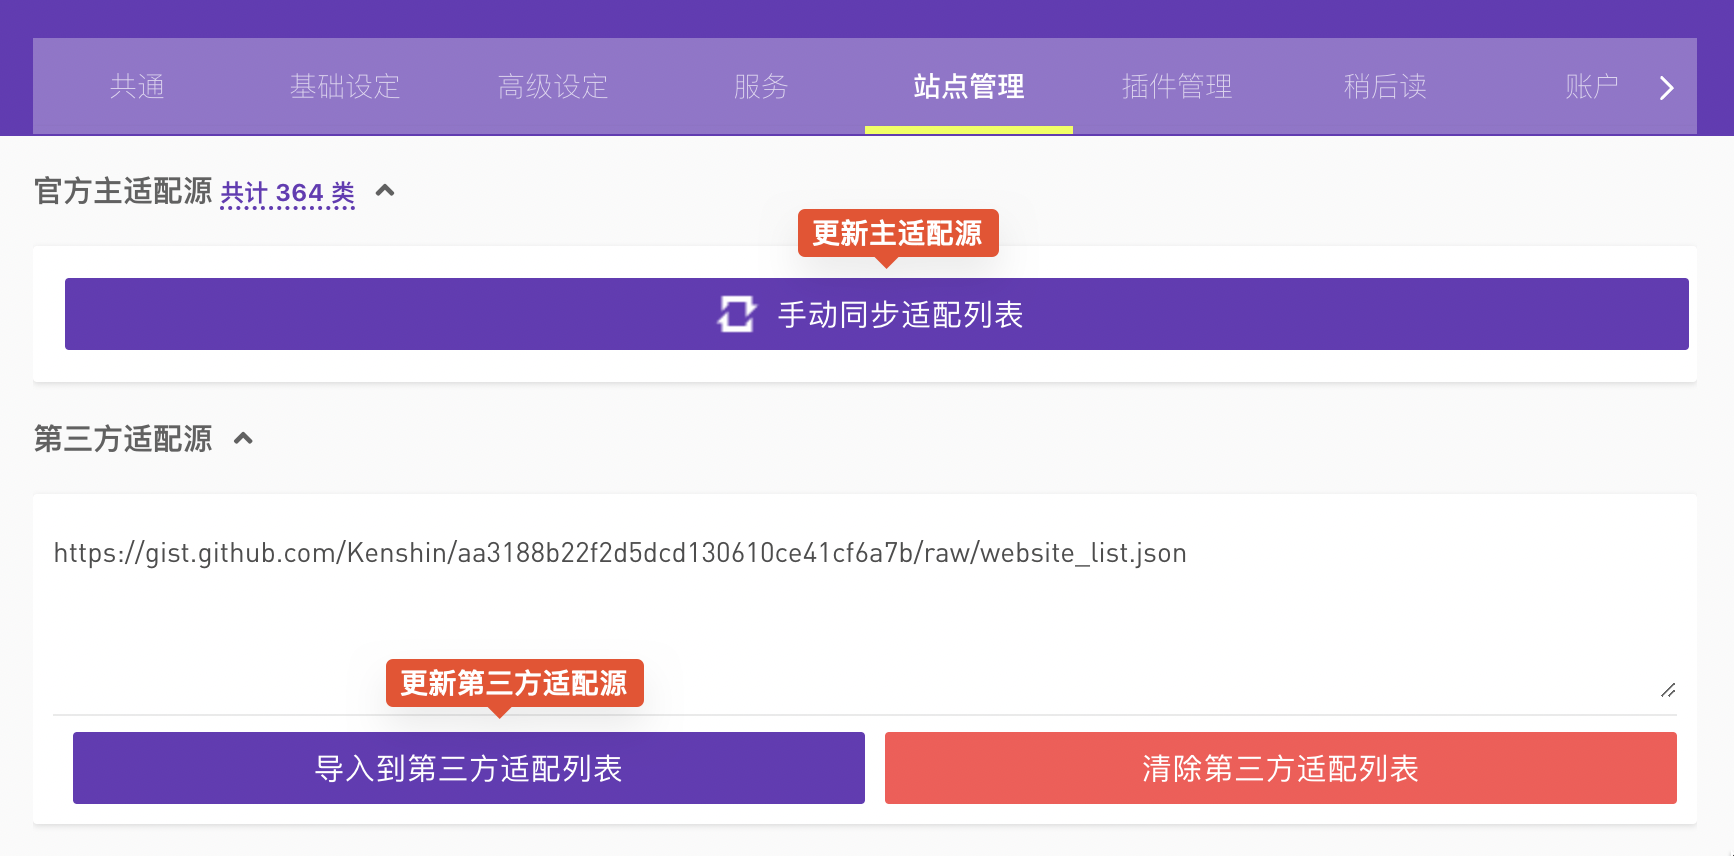 共通 基础设定 高级设定 服务 站点管理 插件管理 稍后读 账户
官方主适配源 共计 364 类
更新主适配源
手动同步适配列表
第三方适配源
https://gist.github.com/Kenshin/aa3188b22f2d5dcd130610ce41cf6a7b/raw/website_list.json
更新第三方适配源
导入到第三方适配列表 清除第三方适配列表